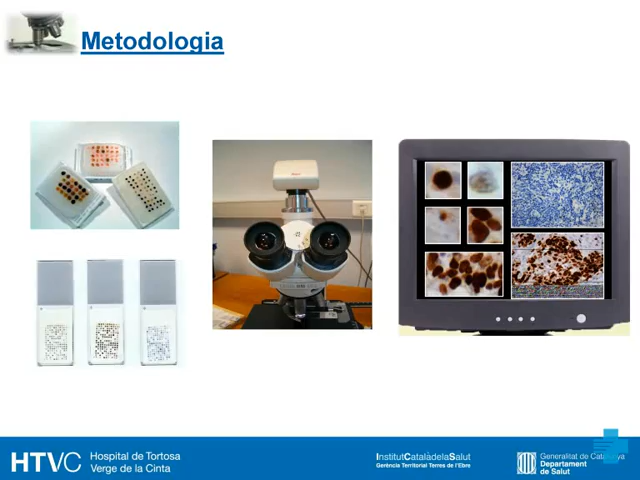 Metodologia
HTVC
Hospital de Tortosa
Verge de la Cinta
InstitutCatalàdelaSalut
Gerència Territorial Terres de l'Ebre
Generalitat de Catalunya
Departament
de Salut